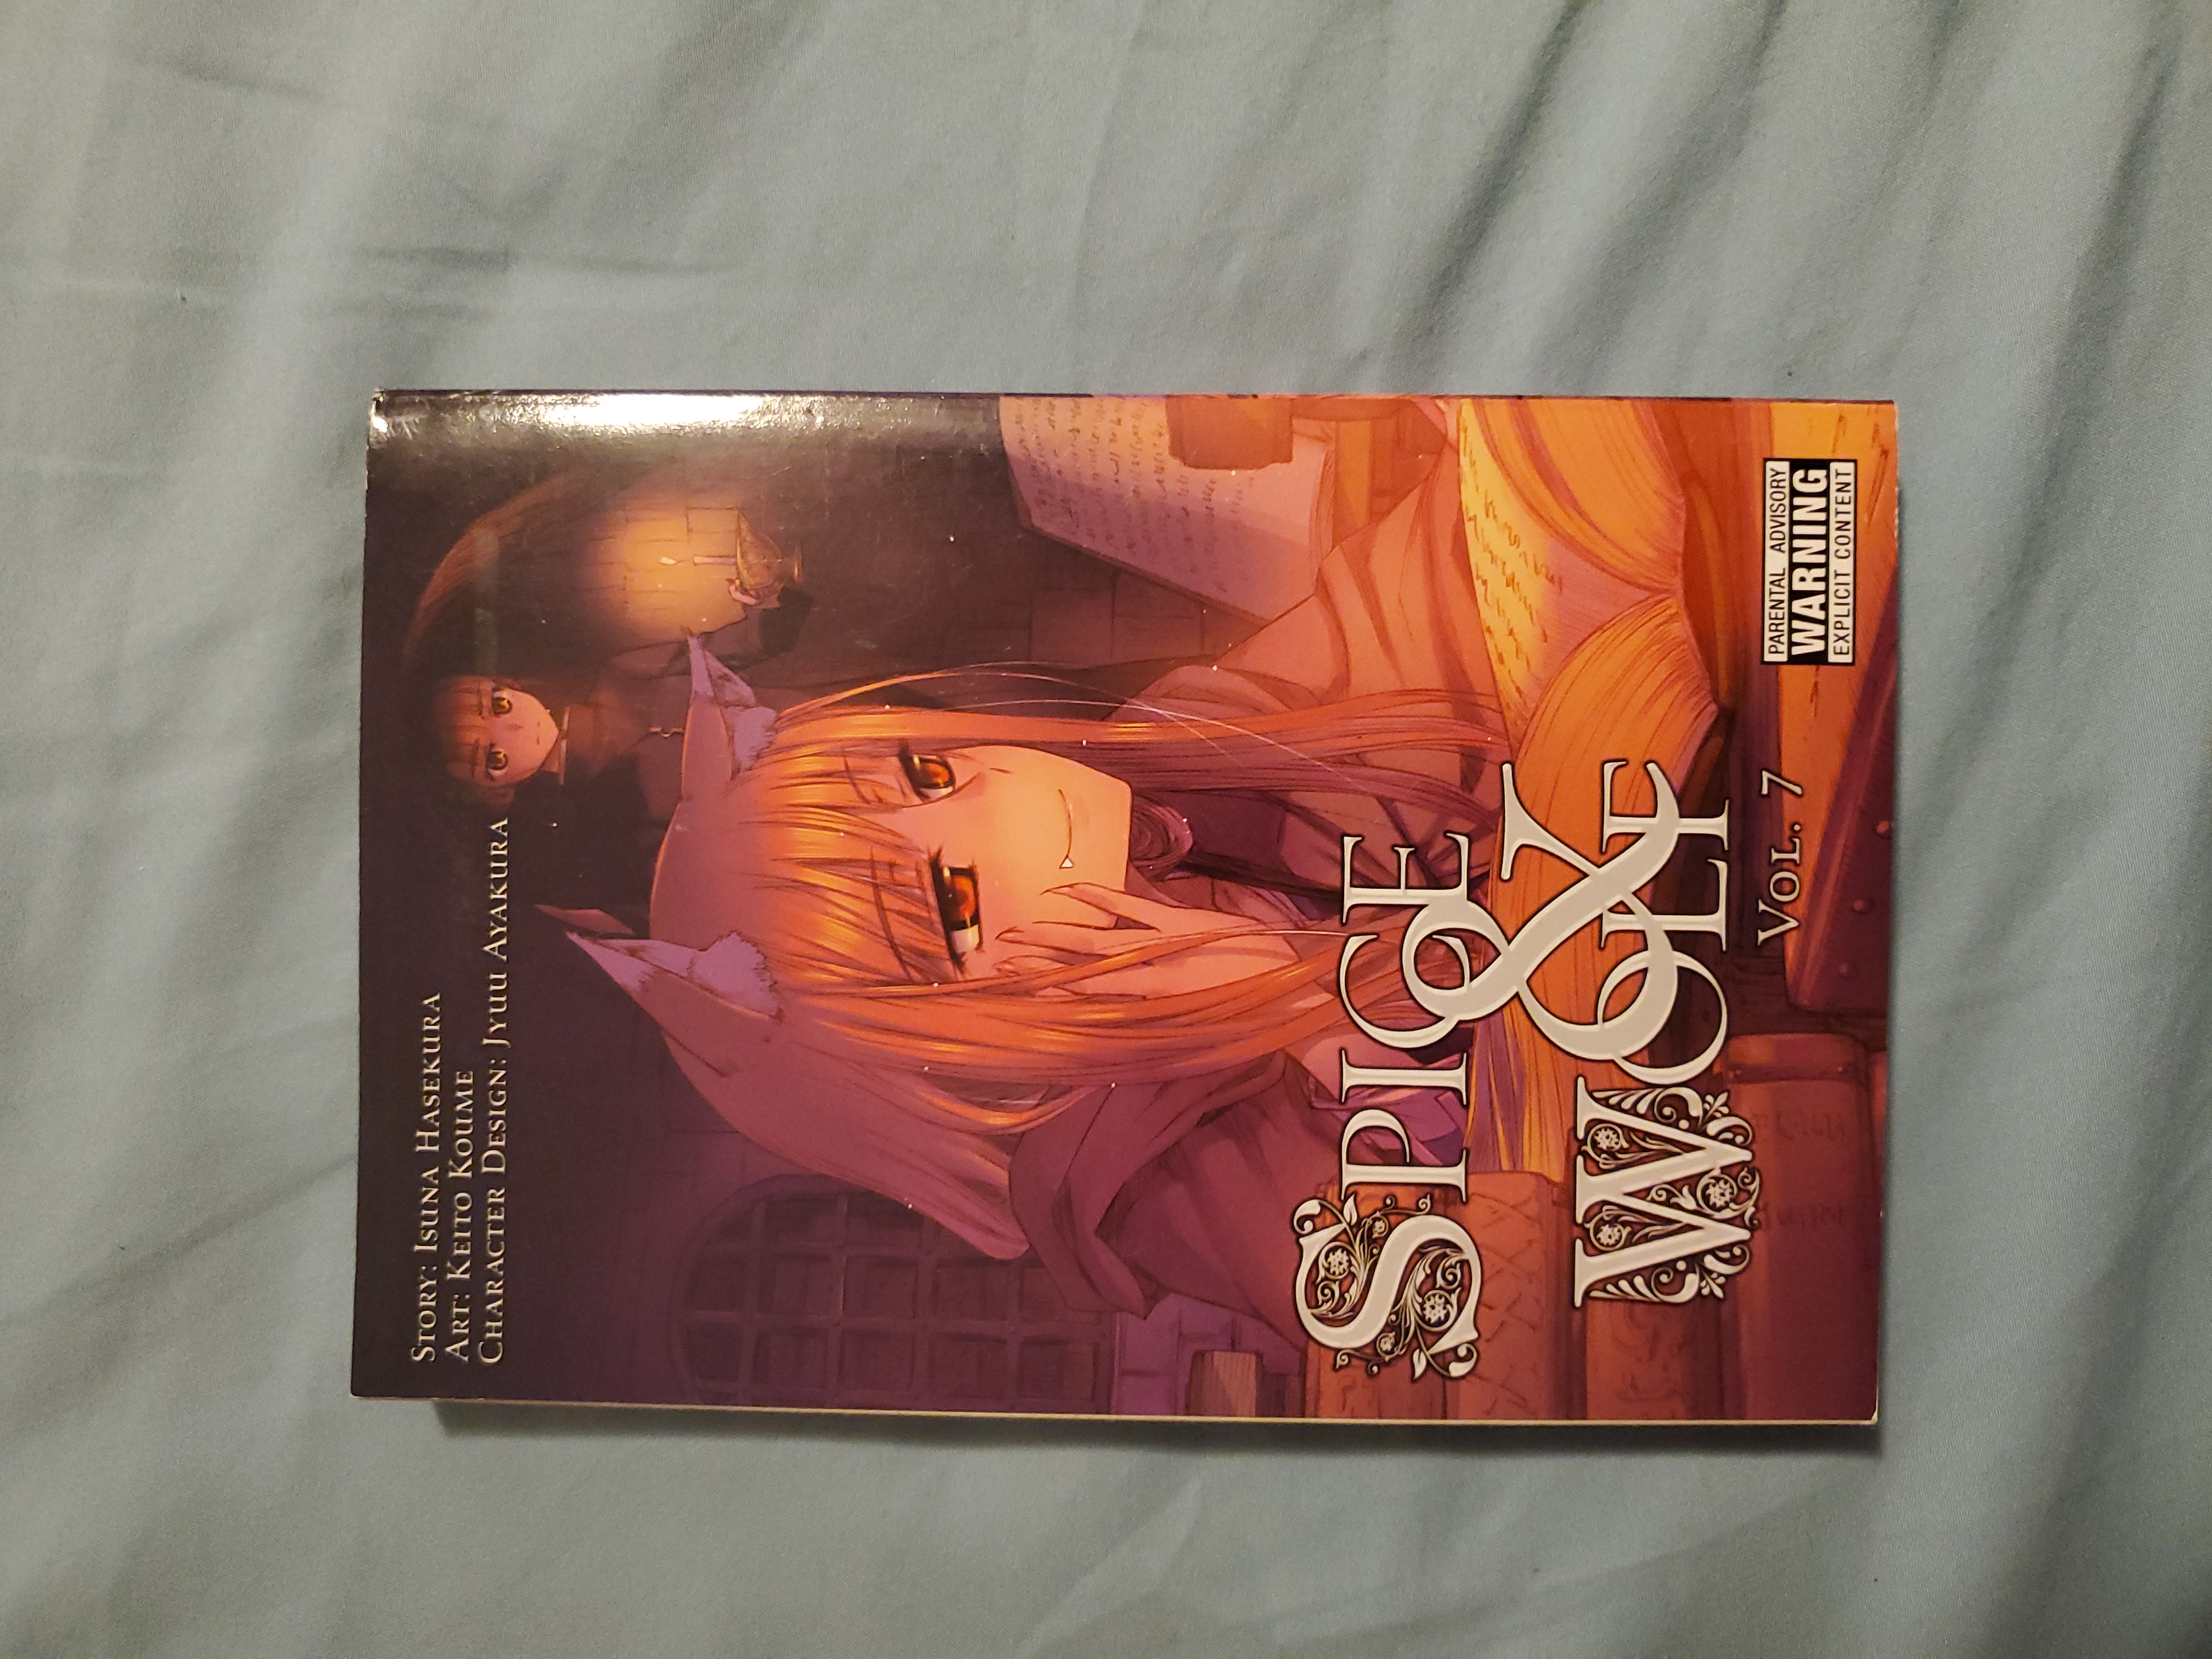 STORY: ISUNA HASEKURA
ART: KEITO KOUME
CHARACTER DESIGN: JYUU AYAKURA
SPICE
&
WOLF
VOL. 7
PARENTAL ADVISORY
WARNING
EXPLICIT CONTENT